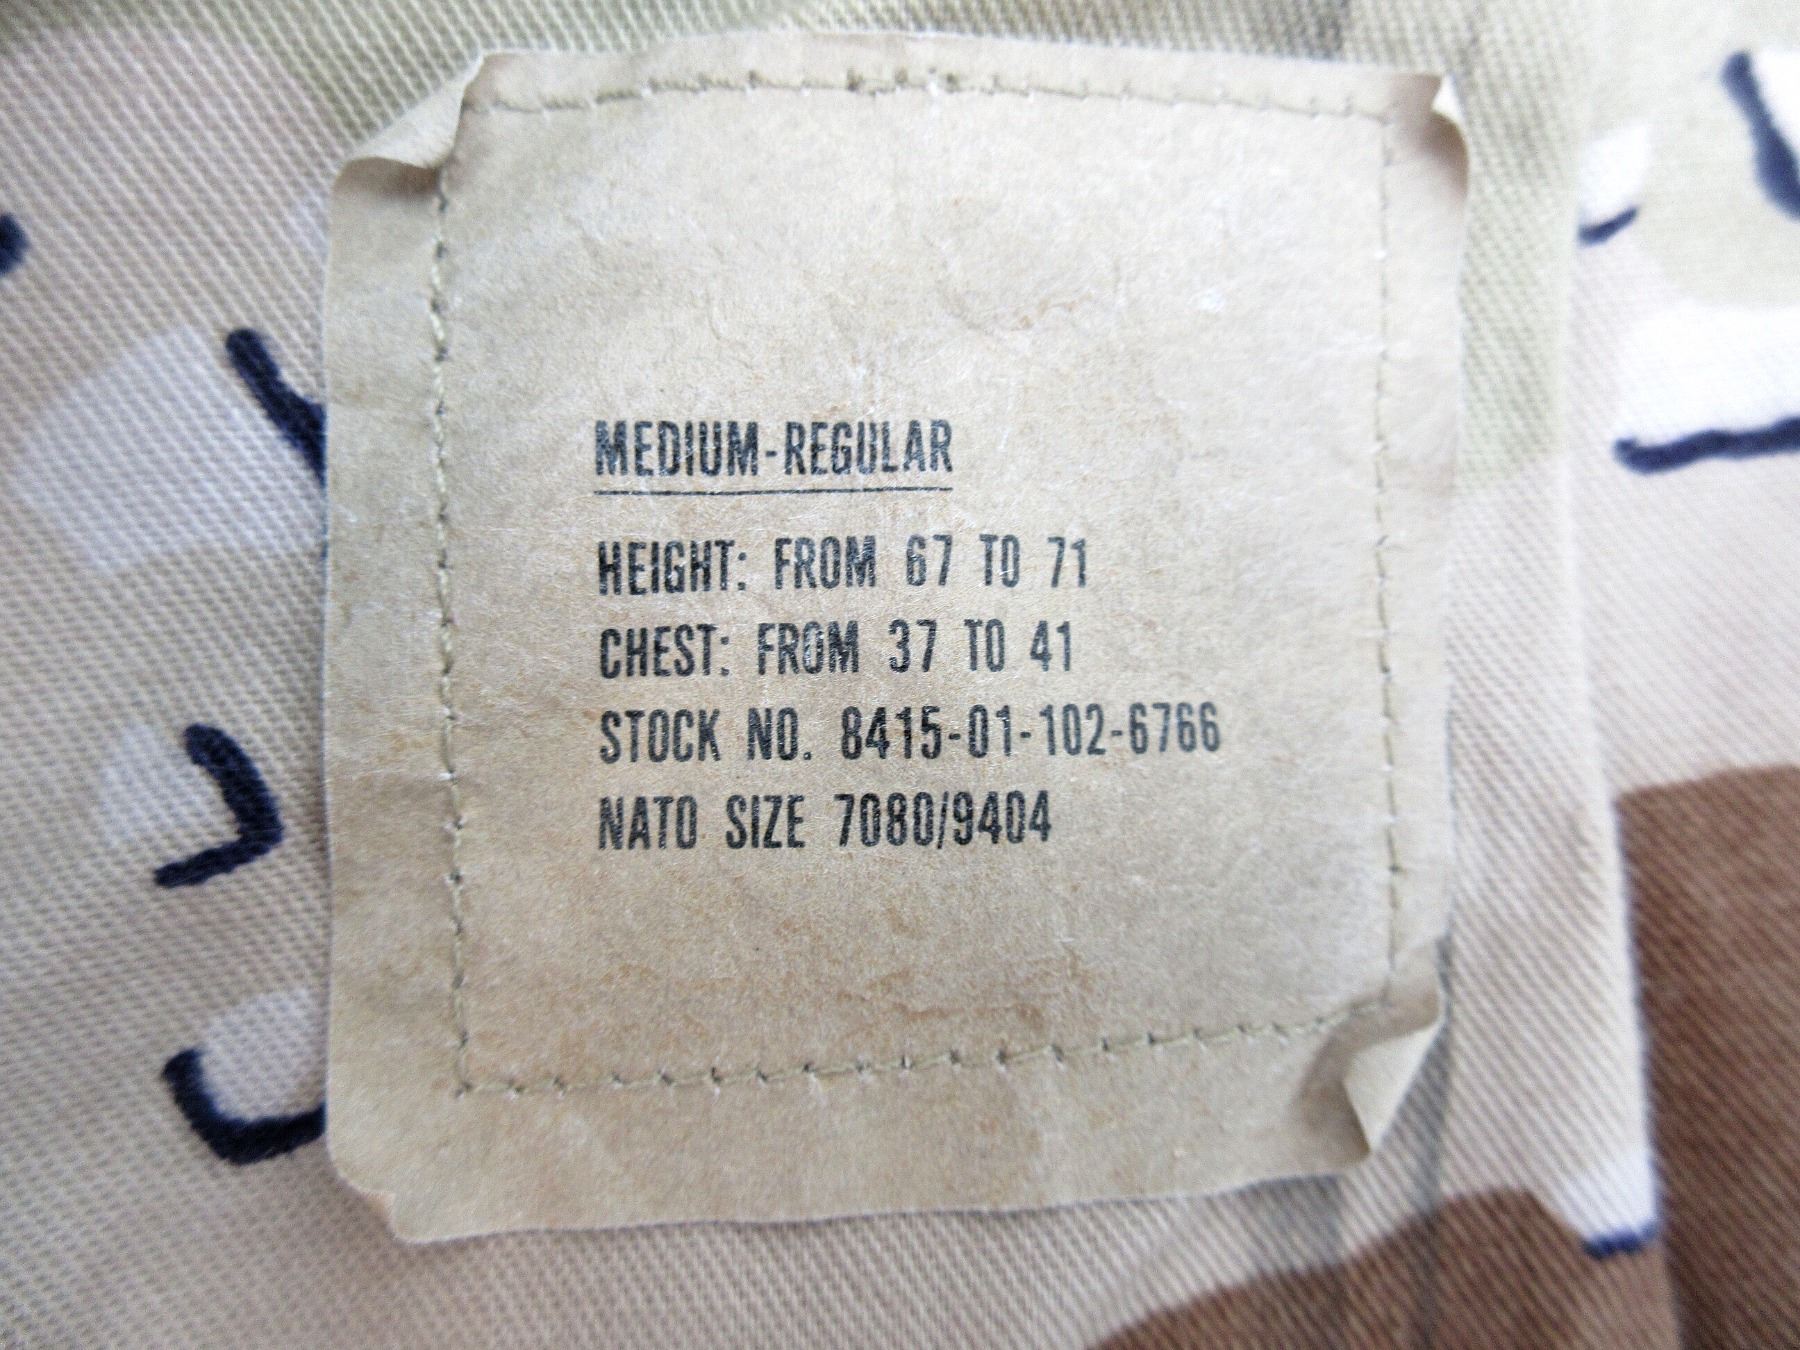 MEDIUM-REGULAR
HEIGHT: FROM 67 TO 71
CHEST: FROM 37 TO 41
STOCK NO. 8415-01-102-6766
NATO SIZE 7080/9404